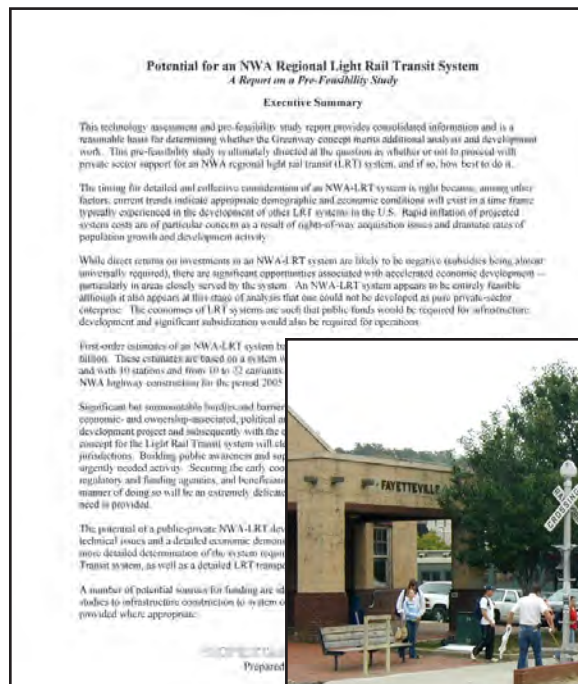 Potential for an NWA Regional Light Rail Transit System
A Report on a Pre-Feasibility Study
Executive Summary
This technology assessment and pre-feasibility study report provides consolidated information and is a
reasonable basis for determining whether the Greenway concept merits additional analysis and development
work. This pre-feasibility study is ultimately directed at the question as whether or not to proceed with
private sector support for an NWA regional light rail transit (LRT) system, and if so, how best to do it.
The timing for detailed and collective consideration of an NWA-LRT system is right because, among other
factors, current trends indicate appropriate demographic and economic conditions will exist in a time frame
typically experienced in the development of other LRT systems in the U.S. Rapid inflation of projected
system costs are of particular concern as a result of rights-of-way acquisition issues and dramatic rates of
population growth and development activity.
While direct returns on investments in an NWA-LRT system are likely to be negative (subsidies being almost
universally required), there are significant opportunities associated with accelerated economic development –
particularly in areas closely served by the system. An NWA-LRT system appears to be entirely feasible
although it also appears at this stage of analysis that one could not be developed as pure private-sector
enterprise. The economics of LRT systems are such that public funds would be required for infrastructure
development and significant subsidization would also be required for operations.
First-order estimates of an NWA-LRT system
billion. These estimates are based on a system
and with 10 stations and from 10 to 22 car/units
NWA highway construction for the period 2005
Significant but surmountable hurdles and
economic- and ownership-associated, political
development project and subsequently with the
concept for the Light Rail Transit system will
jurisdictions. Building public awareness and
urgently needed activity. Securing the early
regulatory and funding agencies, and
manner of doing so will be an extremely delicate
need is provided.
The potential of a public-private NWA-LRT
technical issues and a detailed economic
more detailed determination of the system
Transit system, as well as a detailed LRT
A number of potential sources for funding are
studies to infrastructure construction to system
provided where appropriate.
Prepared
FAYETTEVILLE
CROSSING